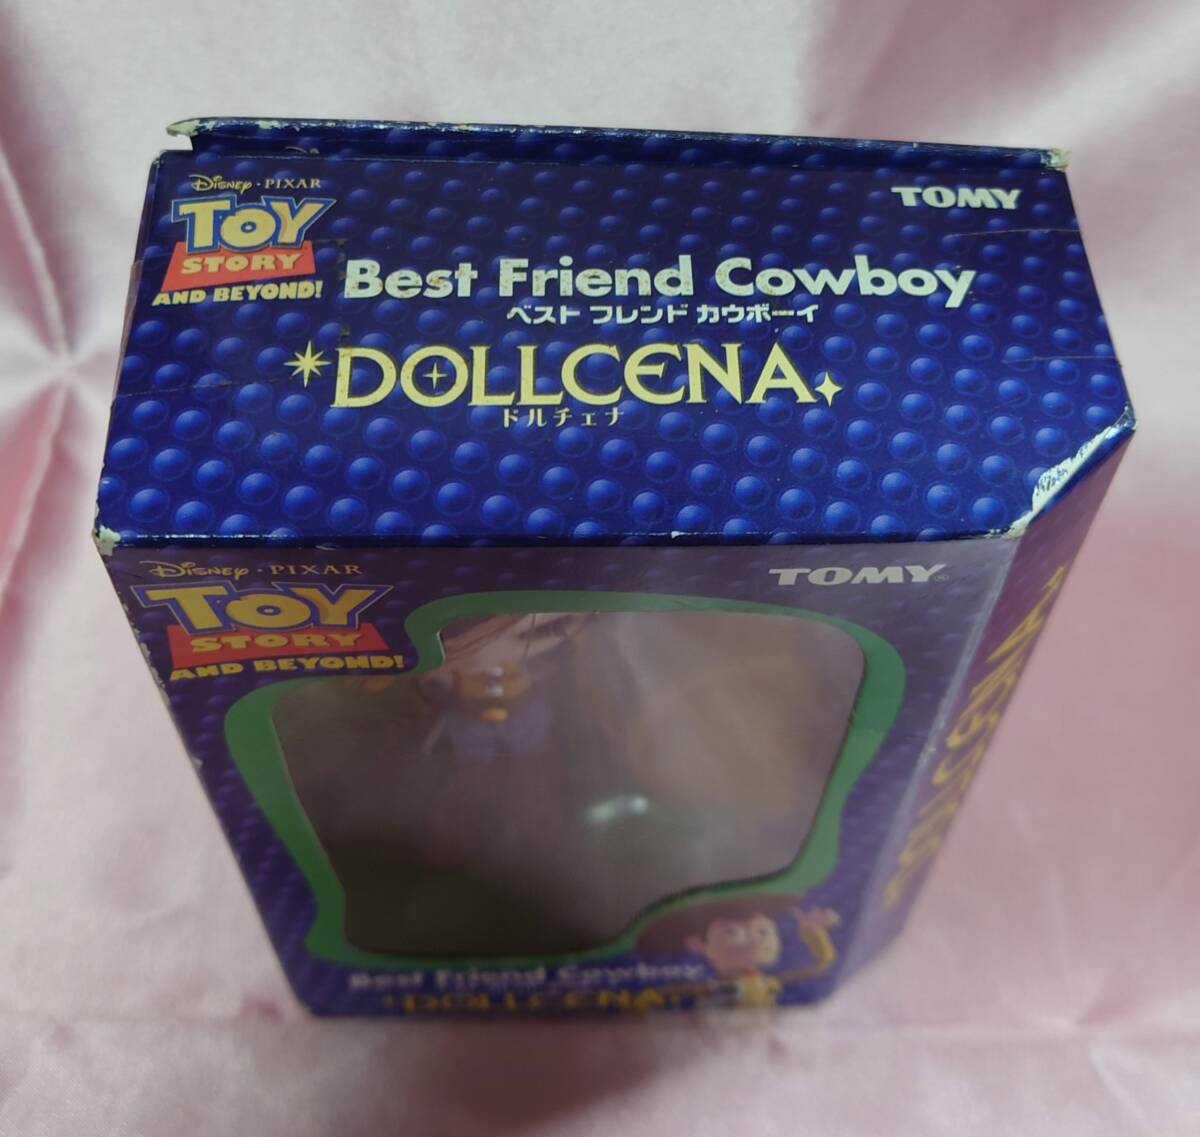 Disney · PIXAR
TOY
STORY
AND BEYOND!
TOMY
Best Friend Cowboy
ベスト フレンド カウボーイ
DOLLCENA
ドルチェナ
Disney · PIXAR
TOY
STORY
AND BEYOND!
TOMY®
Best Friend Cowboy
DOLLCENA